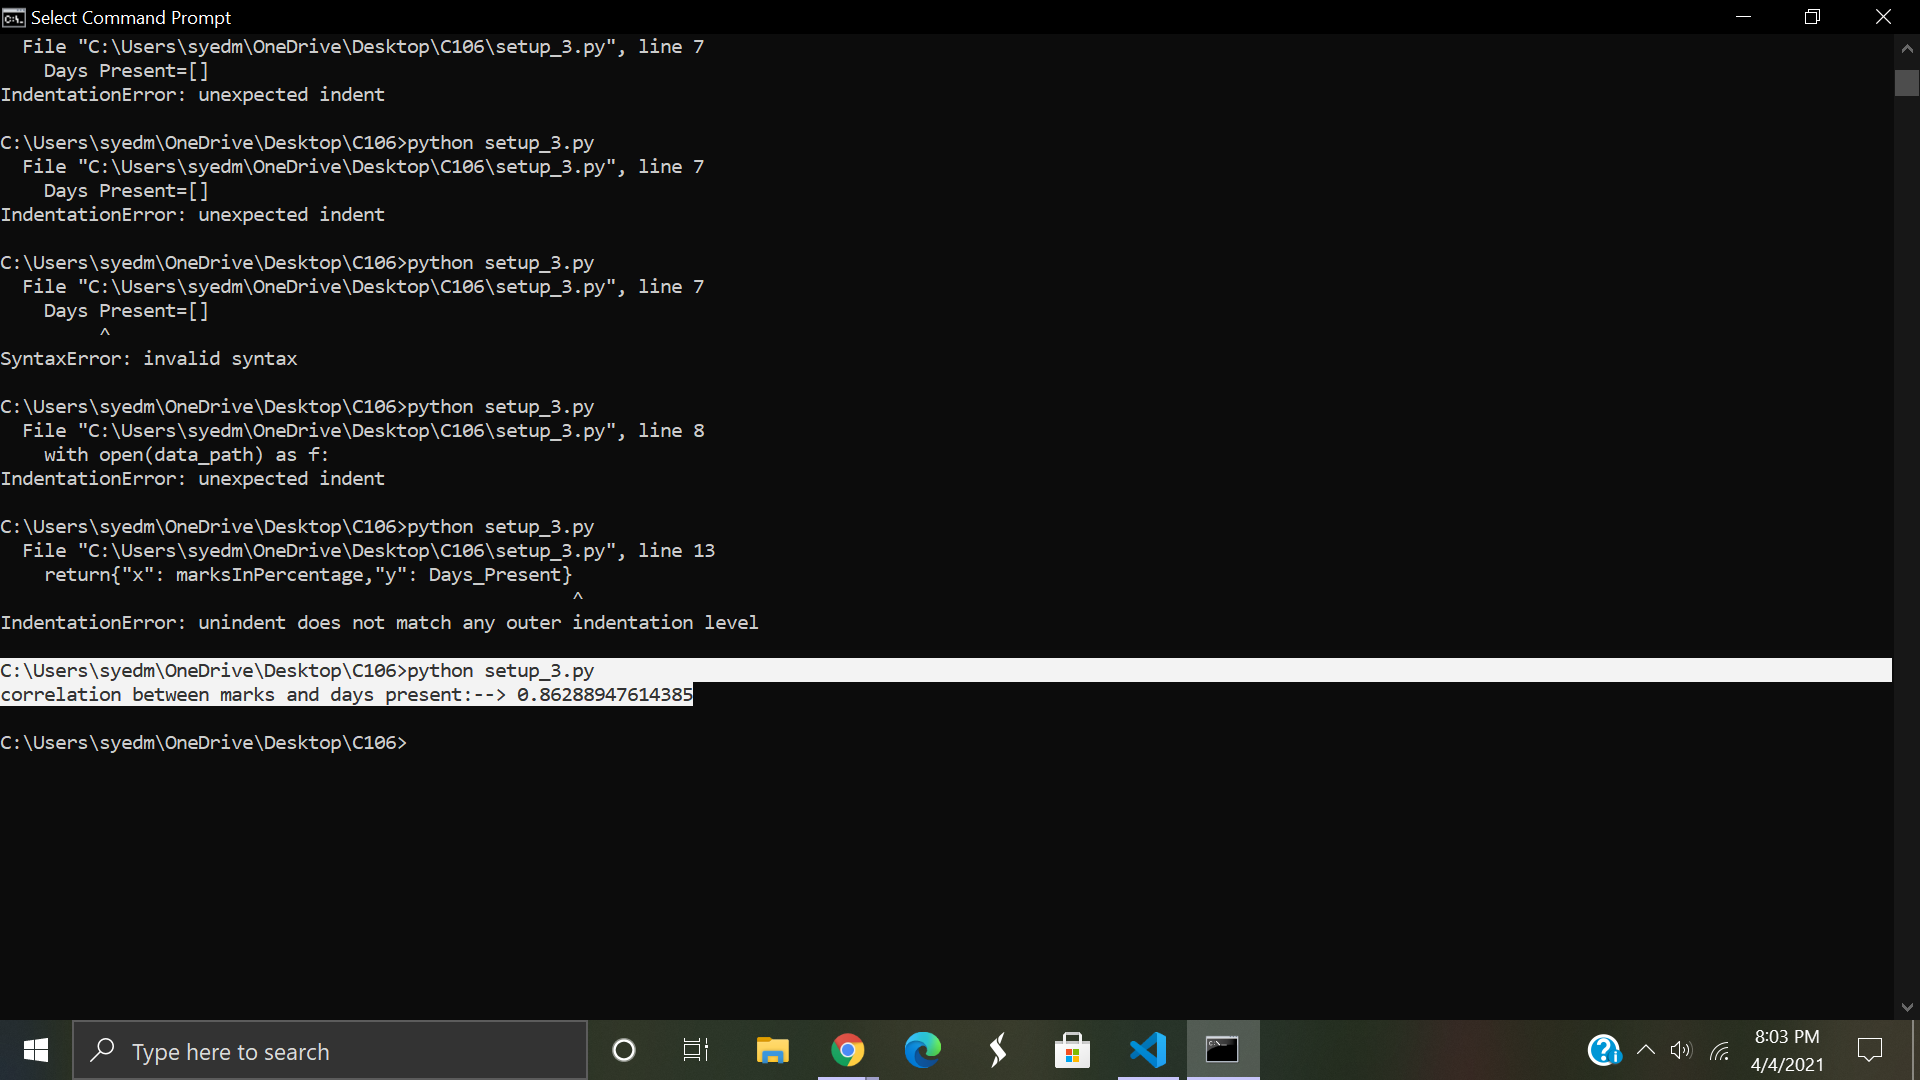 Select Command Prompt
File "C:\Users\syedm\OneDrive\Desktop\C106\setup_3.py", line 7
Days Present=[]
IndentationError: unexpected indent
C:\Users\syedm\OneDrive\Desktop\C106>python setup_3.py
File "C:\Users\syedm\OneDrive\Desktop\C106\setup_3.py", line 7
Days Present=[]
IndentationError: unexpected indent
C:\Users\syedm\OneDrive\Desktop\C106>python setup_3.py
File "C:\Users\syedm\OneDrive\Desktop\C106\setup_3.py", line 7
Days Present=[]
^
SyntaxError: invalid syntax
C:\Users\syedm\OneDrive\Desktop\C106>python setup_3.py
File "C:\Users\syedm\OneDrive\Desktop\C106\setup_3.py", line 8
with open(data_path) as f:
IndentationError: unexpected indent
C:\Users\syedm\OneDrive\Desktop\C106>python setup_3.py
File "C:\Users\syedm\OneDrive\Desktop\C106\setup_3.py", line 13
return{"x": marksInPercentage,"y": Days_Present}
^
IndentationError: unindent does not match any outer indentation level
C:\Users\syedm\OneDrive\Desktop\C106>python setup_3.py
correlation between marks and days present:--> 0.86288947614385
C:\Users\syedm\OneDrive\Desktop\C106>
Type here to search
8:03 PM
4/4/2021